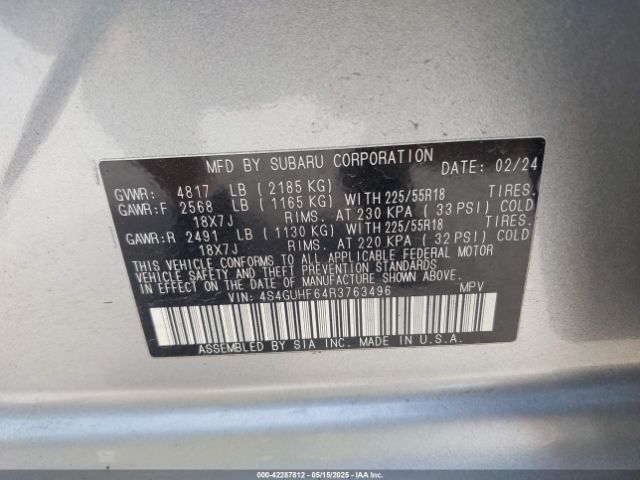 MFD BY SUBARU CORPORATION DATE: 02/24
GVWR: 4817 LB (2185 KG)
GAWR:F 2568 LB (1165 KG) WITH 225/55R18 TIRES.
18X7J RIMS. AT 230 KPA (33 PSI) COLD
GAWR:R 2491 LB (1130 KG) WITH 225/55R18 TIRES.
18X7J RIMS. AT 220 KPA (32 PSI) COLD
THIS VEHICLE CONFORMS TO ALL APPLICABLE FEDERAL MOTOR
VEHICLE SAFETY AND THEFT PREVENTION STANDARDS
IN EFFECT ON THE DATE OF MANUFACTURE SHOWN ABOVE.
VIN: 4S4GUHF64R3763496 MPV
ASSEMBLED BY SIA INC. MADE IN U.S.A.
000-42287812 - 05/15/2025 - IAAI.CA